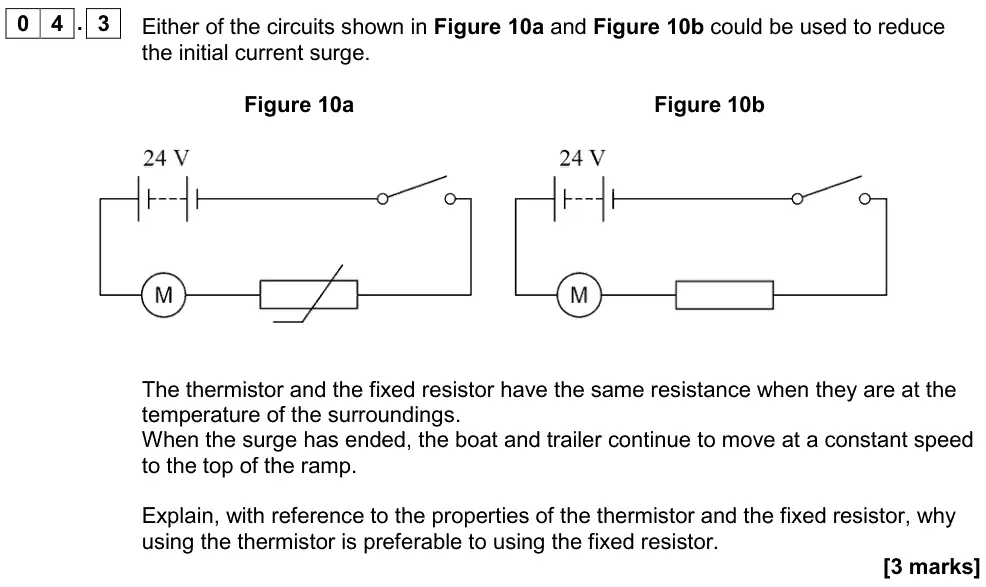 04.3 Either of the circuits shown in Figure 10a and Figure 10b could be used to reduce
the initial current surge.
Figure 10a Figure 10b
24 V 24 V
M M
The thermistor and the fixed resistor have the same resistance when they are at the
temperature of the surroundings.
When the surge has ended, the boat and trailer continue to move at a constant speed
to the top of the ramp.
Explain, with reference to the properties of the thermistor and the fixed resistor, why
using the thermistor is preferable to using the fixed resistor.
[3 marks]